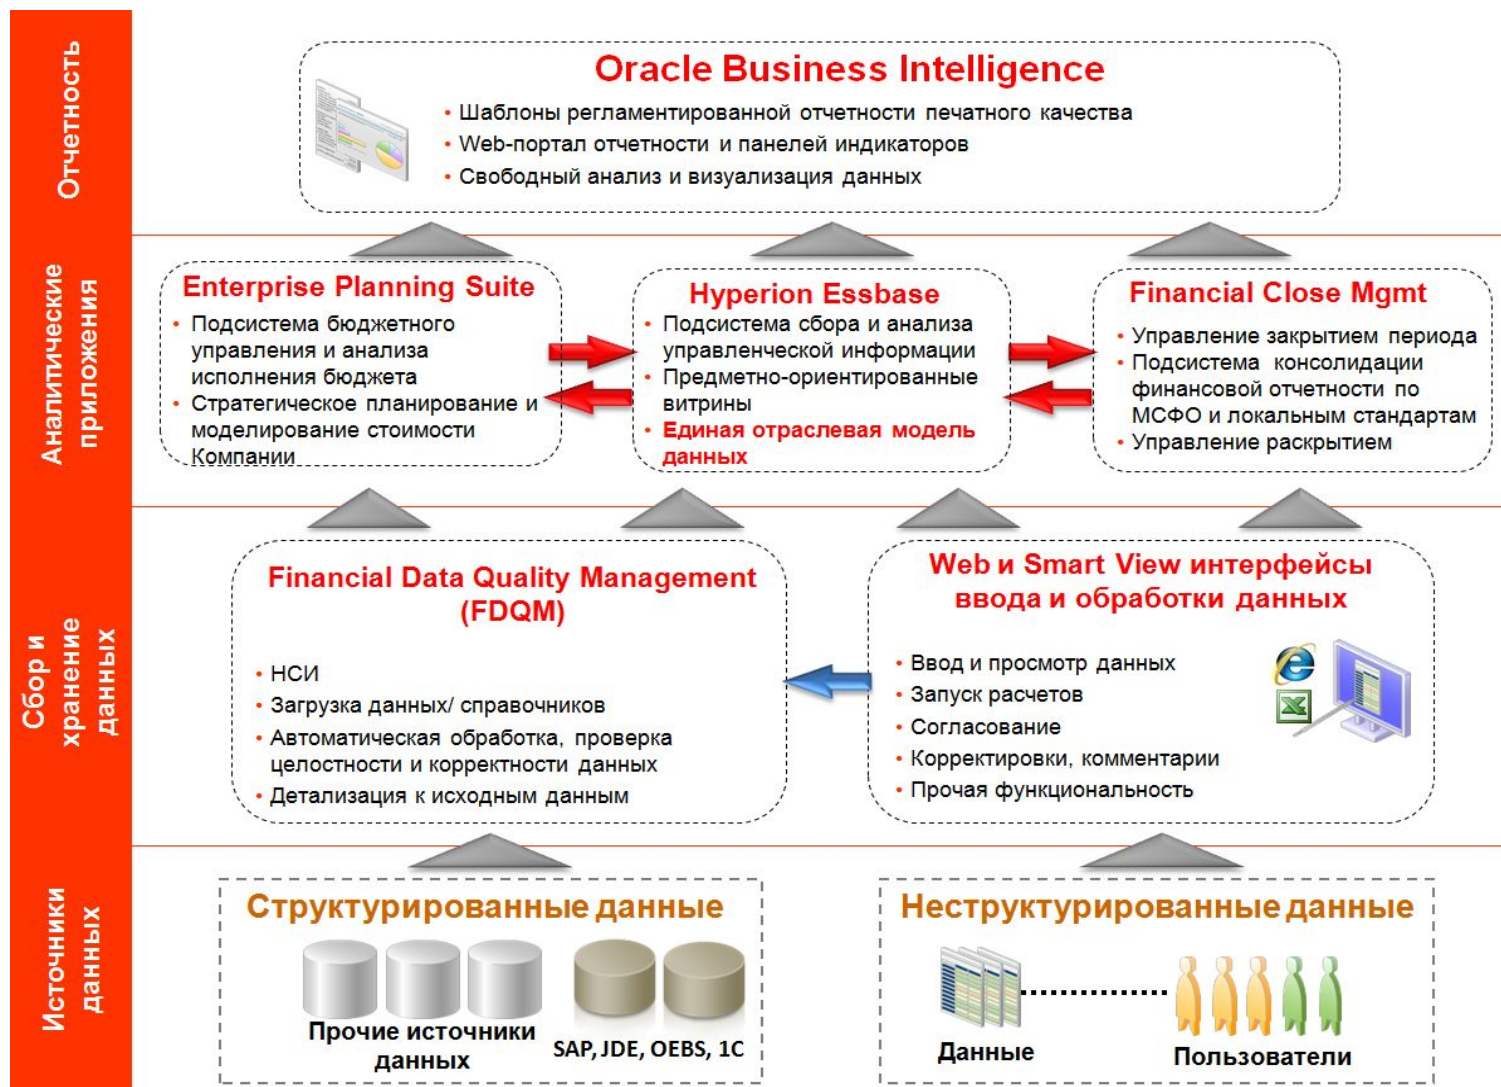 Отчетность
Oracle Business Intelligence
• Шаблоны регламентированной отчетности печатного качества
• Web-портал отчетности и панелей индикаторов
• Свободный анализ и визуализация данных
Аналитические
приложения
Enterprise Planning Suite
• Подсистема бюджетного
управления и анализа
исполнения бюджета
• Стратегическое планирование и
моделирование стоимости
Компании
Hyperion Essbase
• Подсистема сбора и анализа
управленческой информации
• Предметно-ориентированные
витрины
• Единая отраслевая модель
данных
Financial Close Mgmt
• Управление закрытием периода
• Подсистема консолидации
финансовой отчетности по
МСФО и локальным стандартам
• Управление раскрытием
Сбор и
хранение
данных
Financial Data Quality Management
(FDQM)
• НСИ
• Загрузка данных/ справочников
• Автоматическая обработка, проверка
целостности и корректности данных
• Детализация к исходным данным
Web и Smart View интерфейсы
ввода и обработки данных
• Ввод и просмотр данных
• Запуск расчетов
• Согласование
• Корректировки, комментарии
• Прочая функциональность
Источники
данных
Структурированные данные
Прочие источники
данных
SAP, JDE, OEBS, 1C
Неструктурированные данные
Данные
Пользователи